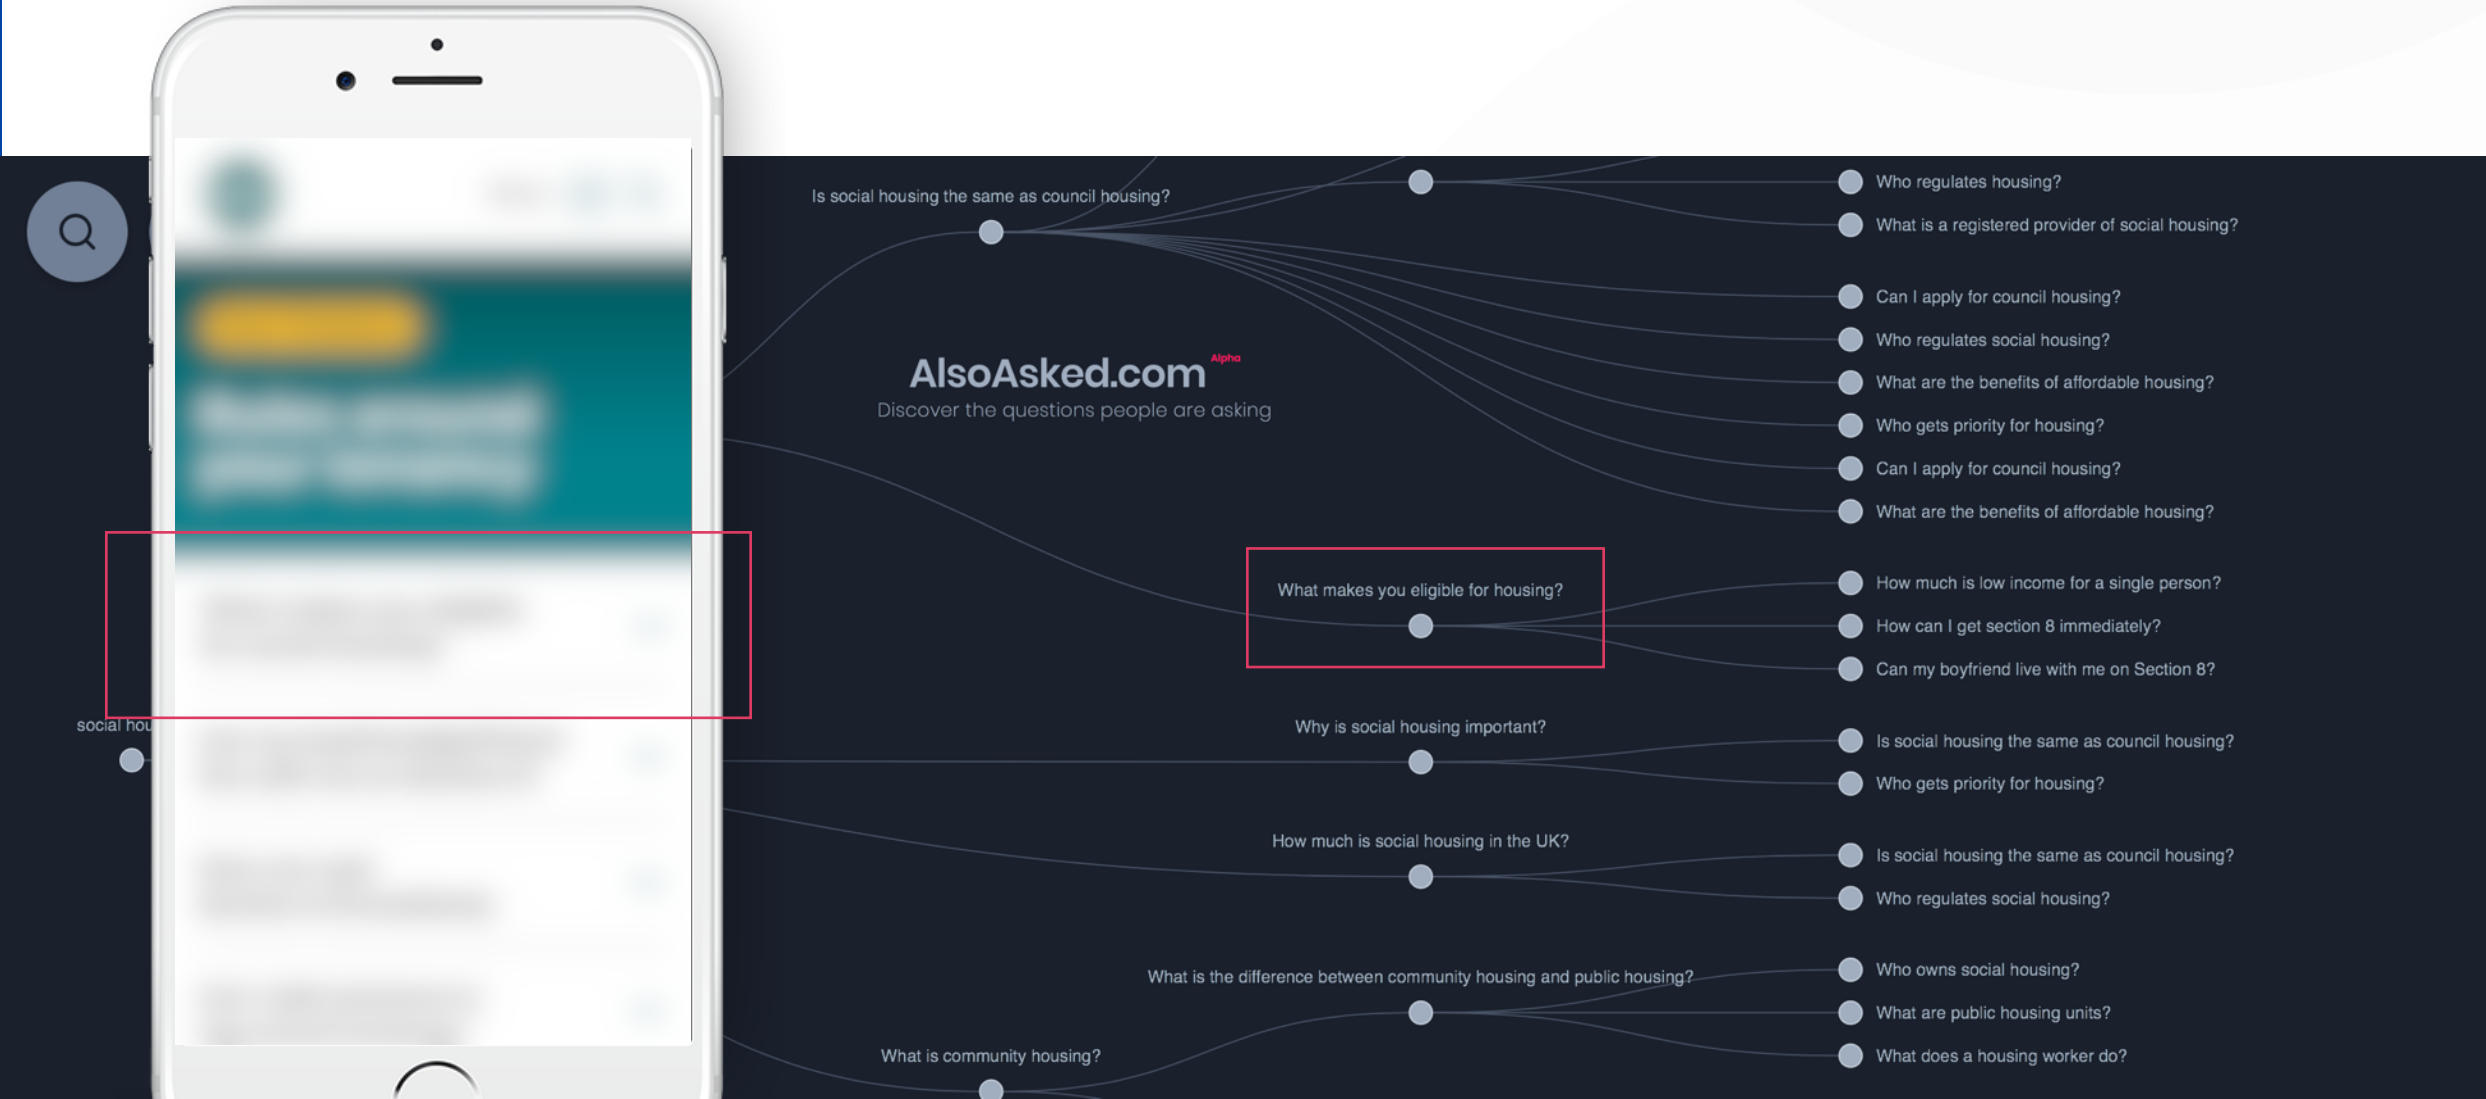 Is social housing the same as council housing?
Who regulates housing?
What is a registered provider of social housing?
Can I apply for council housing?
Who regulates social housing?
AlsoAsked.com Alpha
Discover the questions people are asking
What are the benefits of affordable housing?
Who gets priority for housing?
Can I apply for council housing?
What are the benefits of affordable housing?
What makes you eligible for housing?
How much is low income for a single person?
How can I get section 8 immediately?
Can my boyfriend live with me on Section 8?
social hou
Why is social housing important?
Is social housing the same as council housing?
Who gets priority for housing?
How much is social housing in the UK?
Is social housing the same as council housing?
Who regulates social housing?
What is the difference between community housing and public housing?
Who owns social housing?
What are public housing units?
What is community housing?
What does a housing worker do?